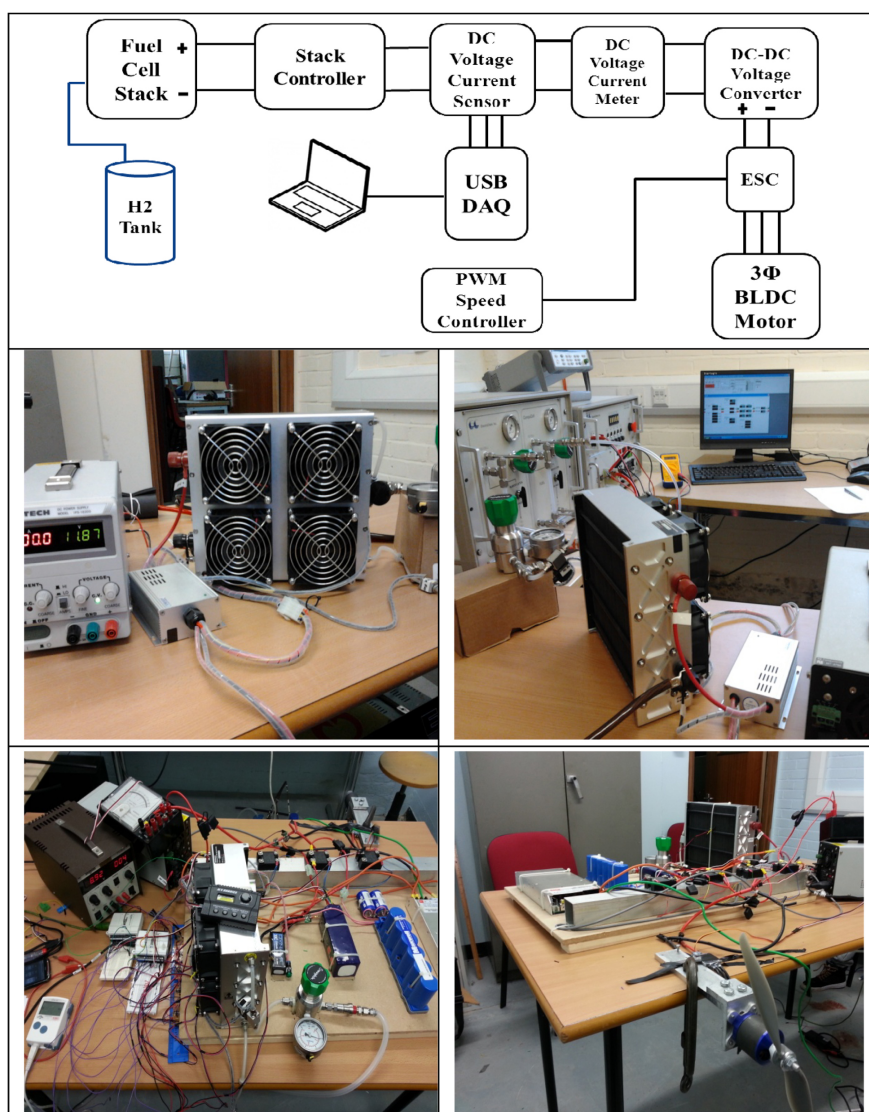 Fuel
Cell
Stack
+
-
Stack
Controller
DC
Voltage
Current
Sensor
DC
Voltage
Current
Meter
DC-DC
Voltage
Converter
+ -
H2
Tank
USB
DAQ
ESC
PWM
Speed
Controller
3Φ
BLDC
Motor
TECH
00.0 11.87